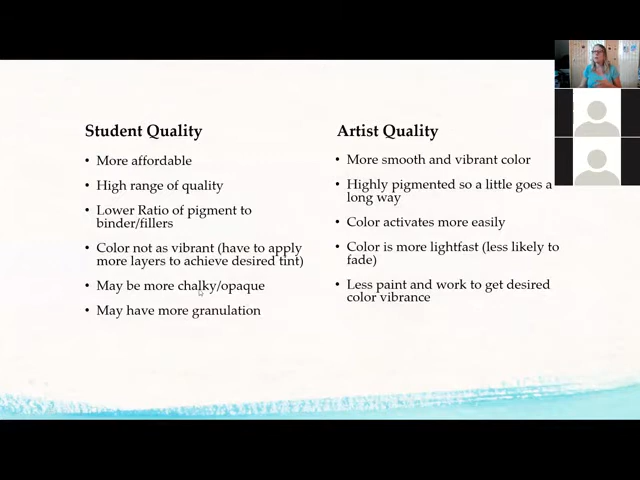 Student Quality
• More affordable
• High range of quality
• Lower Ratio of pigment to
binder/fillers
• Color not as vibrant (have to apply
more layers to achieve desired tint)
• May be more chalky/opaque
• May have more granulation
Artist Quality
• More smooth and vibrant color
• Highly pigmented so a little goes a
long way
• Color activates more easily
• Color is more lightfast (less likely to
fade)
• Less paint and work to get desired
color vibrance